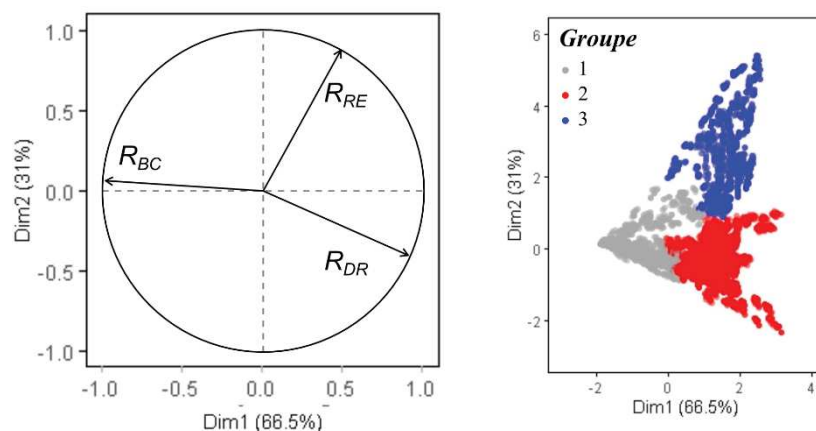 1.0
0.5
0.0
-0.5
-1.0
Dim2 (31%)
R_RE
R_BC
R_DR
-1.0 -0.5 0.0 0.5 1.0
Dim1 (66.5%)
Groupe
1
2
3
6
4
2
0
-2
Dim2 (31%)
-2 0 2 4
Dim1 (66.5%)